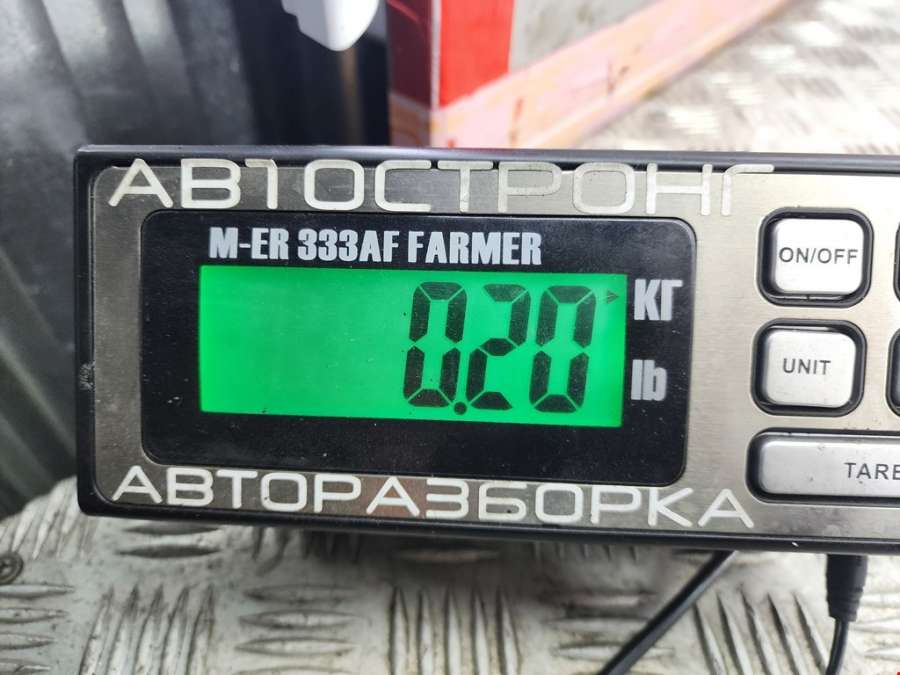 АВТОСТРОНГ
M-ER 333AF FARMER
0.20
КГ
lb
ON/OFF
UNIT
TARE
АВТОРАЗБОРКА